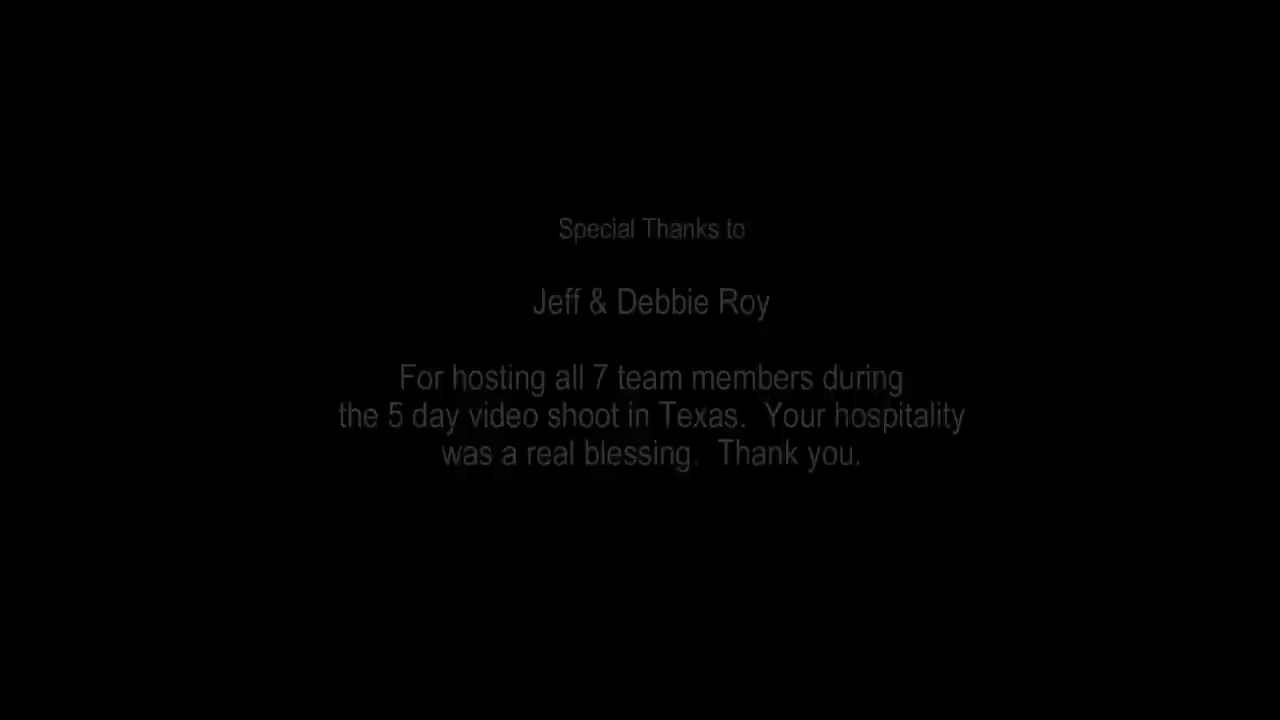 Special Thanks to
Jeff & Debbie Roy
For hosting all 7 team members during
the 5 day video shoot in Texas.  Your hospitality
was a real blessing.  Thank you.